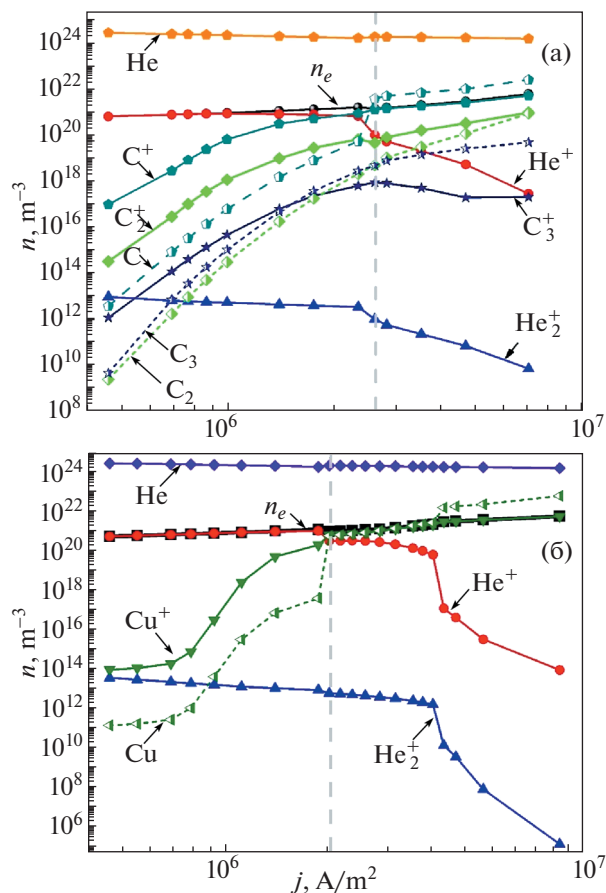 10^24
10^22
10^20
10^18
10^16
10^14
10^12
10^10
10^8
n, m^−3
(а)
He
n_e
C^+
C_2^+
C
C_3
C_2
He^+
C_3^+
He_2^+
10^6
10^7
10^24
10^22
10^20
10^18
10^16
10^14
10^12
10^10
10^8
10^6
n, m^−3
(б)
He
n_e
Cu^+
Cu
He^+
He_2^+
10^6
10^7
j, A/m^2